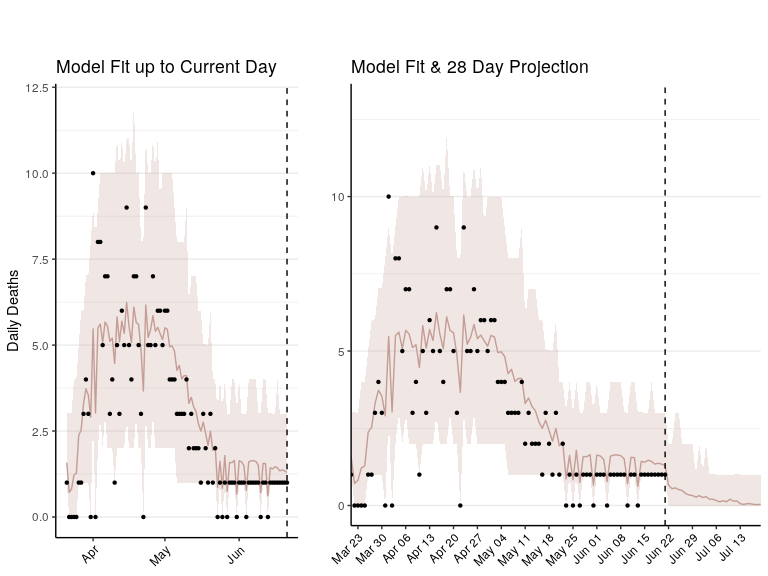 Model Fit up to Current Day
Daily Deaths
12.5
10.0
7.5
5.0
2.5
0.0
Apr
May
Jun
Model Fit & 28 Day Projection
10
5
0
Mar 23
Mar 30
Apr 06
Apr 13
Apr 20
Apr 27
May 04
May 11
May 18
May 25
Jun 01
Jun 08
Jun 15
Jun 22
Jun 29
Jul 06
Jul 13